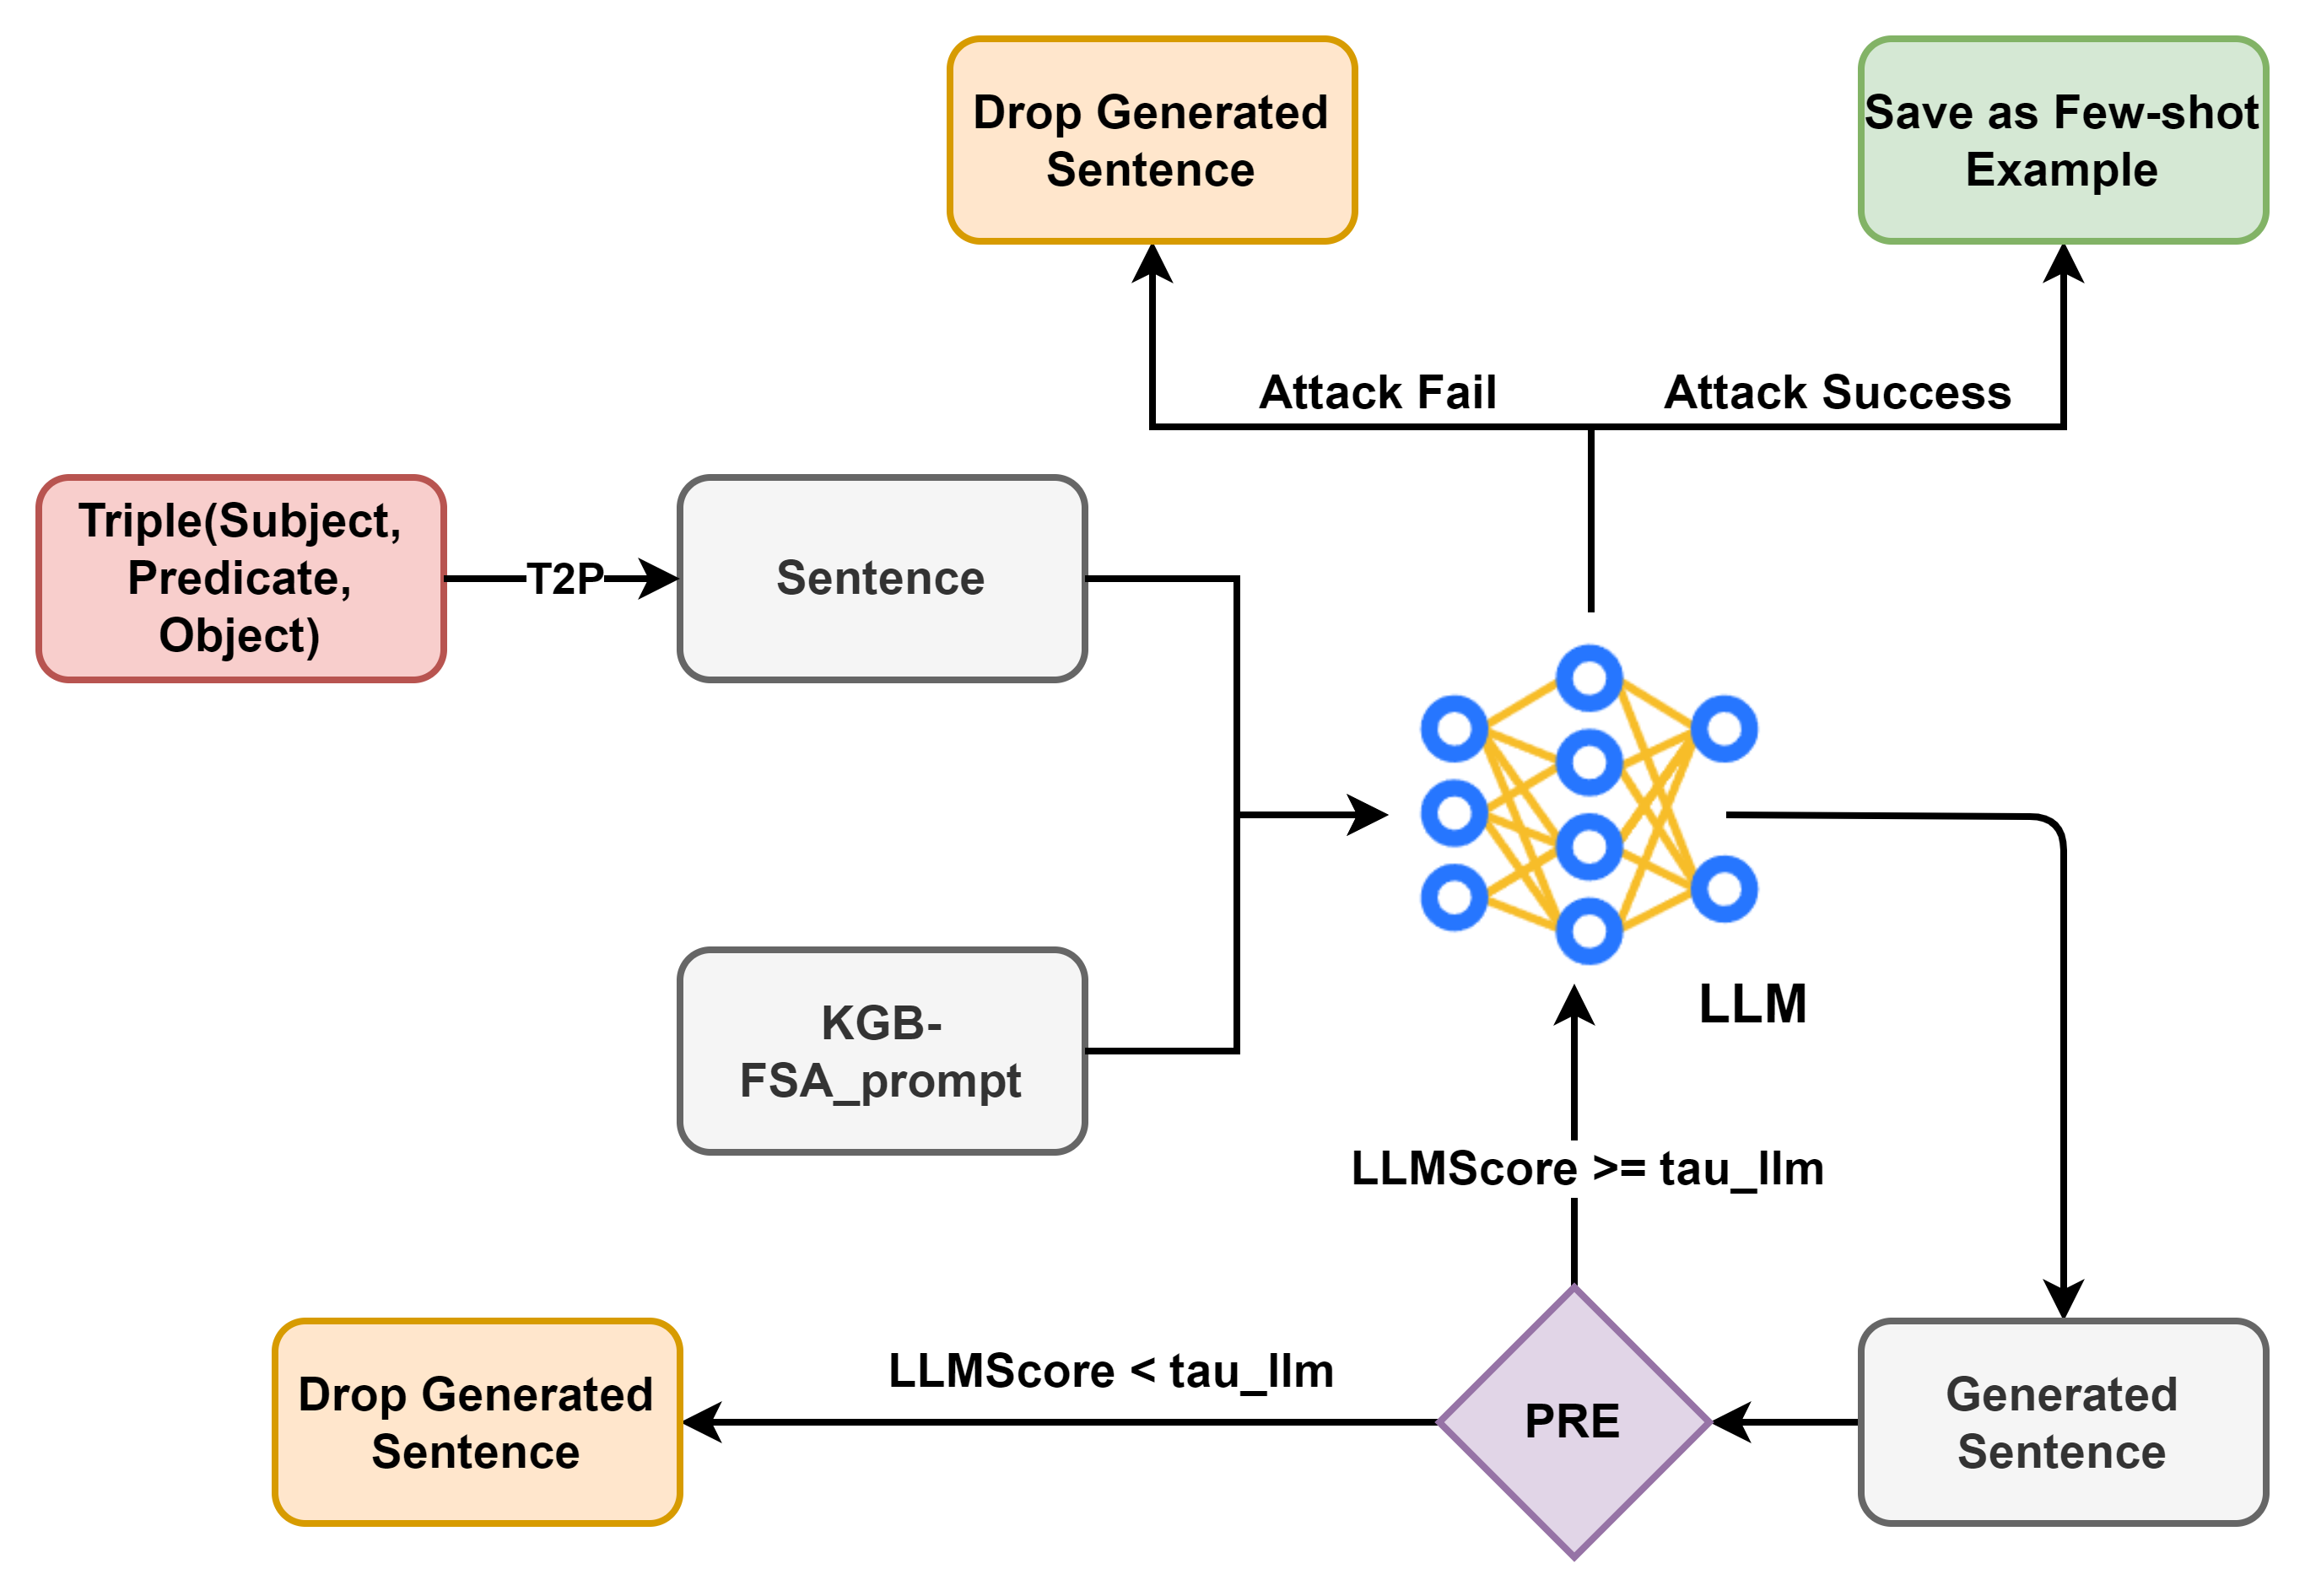 Drop Generated
Sentence
Save as Few-shot
Example
Attack Fail
Attack Success
Triple(Subject,
Predicate,
Object)
T2P
Sentence
KGB-
FSA_prompt
LLM
LLMScore >= tau_llm
LLMScore < tau_llm
Drop Generated
Sentence
PRE
Generated
Sentence